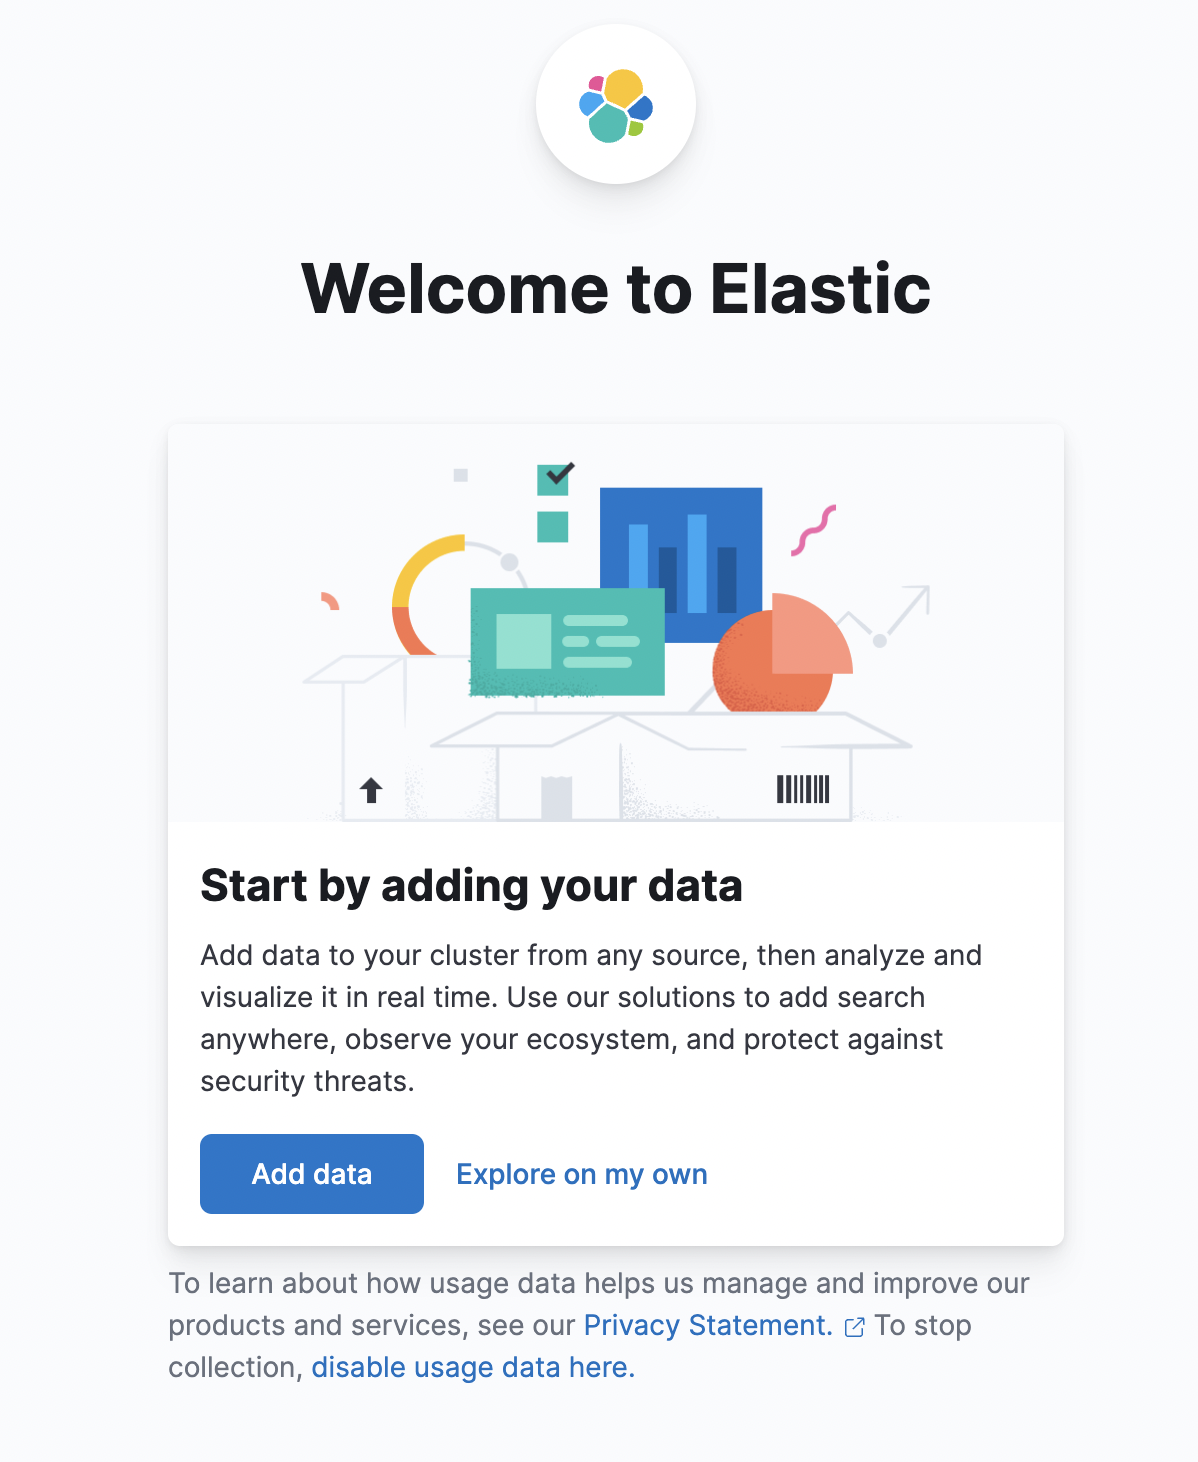 Welcome to Elastic
Start by adding your data
Add data to your cluster from any source, then analyze and
visualize it in real time. Use our solutions to add search
anywhere, observe your ecosystem, and protect against
security threats.
Add data
Explore on my own
To learn about how usage data helps us manage and improve our
products and services, see our Privacy Statement. To stop
collection, disable usage data here.